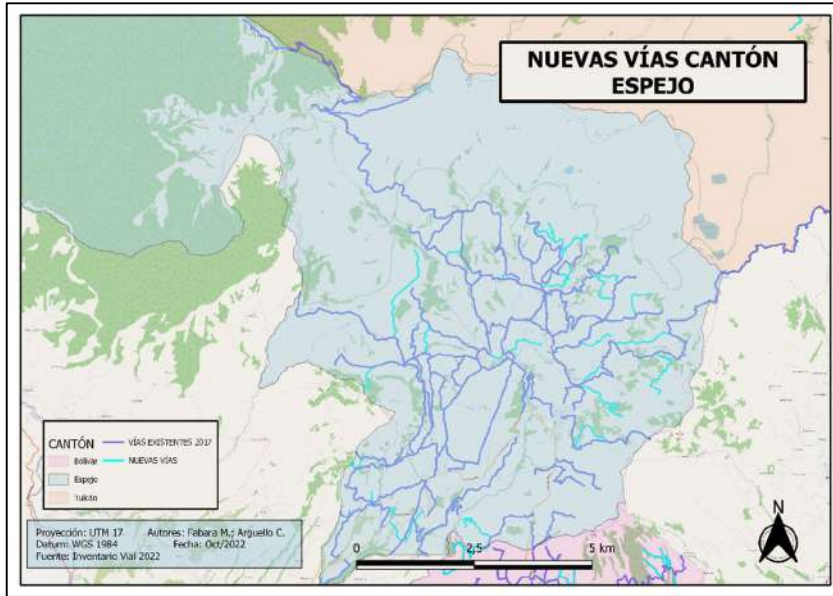 NUEVAS VÍAS CANTÓN
ESPEJO
CANTÓN
Bolívar
Espejo
Tulcán
VÍAS EXISTENTES 2017
NUEVAS VÍAS
Proyección: UTM 17 Autores: Fabara M.; Arguello C.
Datum: WGS 1984 Fecha: Oct/2022
Fuente: Inventario Vial 2022
0 2,5 5 km
N